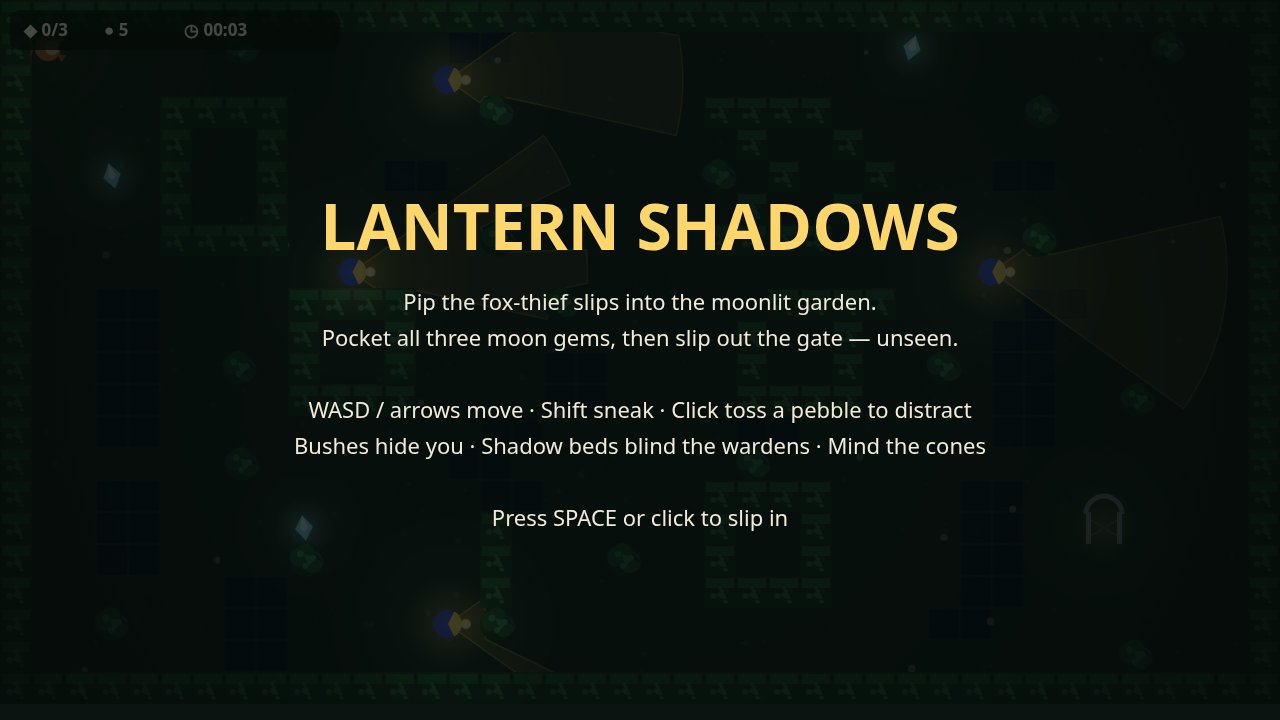 ◆ 0/3 ● 5 ◷ 00:03
LANTERN SHADOWS
Pip the fox-thief slips into the moonlit garden.
Pocket all three moon gems, then slip out the gate — unseen.
WASD / arrows move · Shift sneak · Click toss a pebble to distract
Bushes hide you · Shadow beds blind the wardens · Mind the cones
Press SPACE or click to slip in